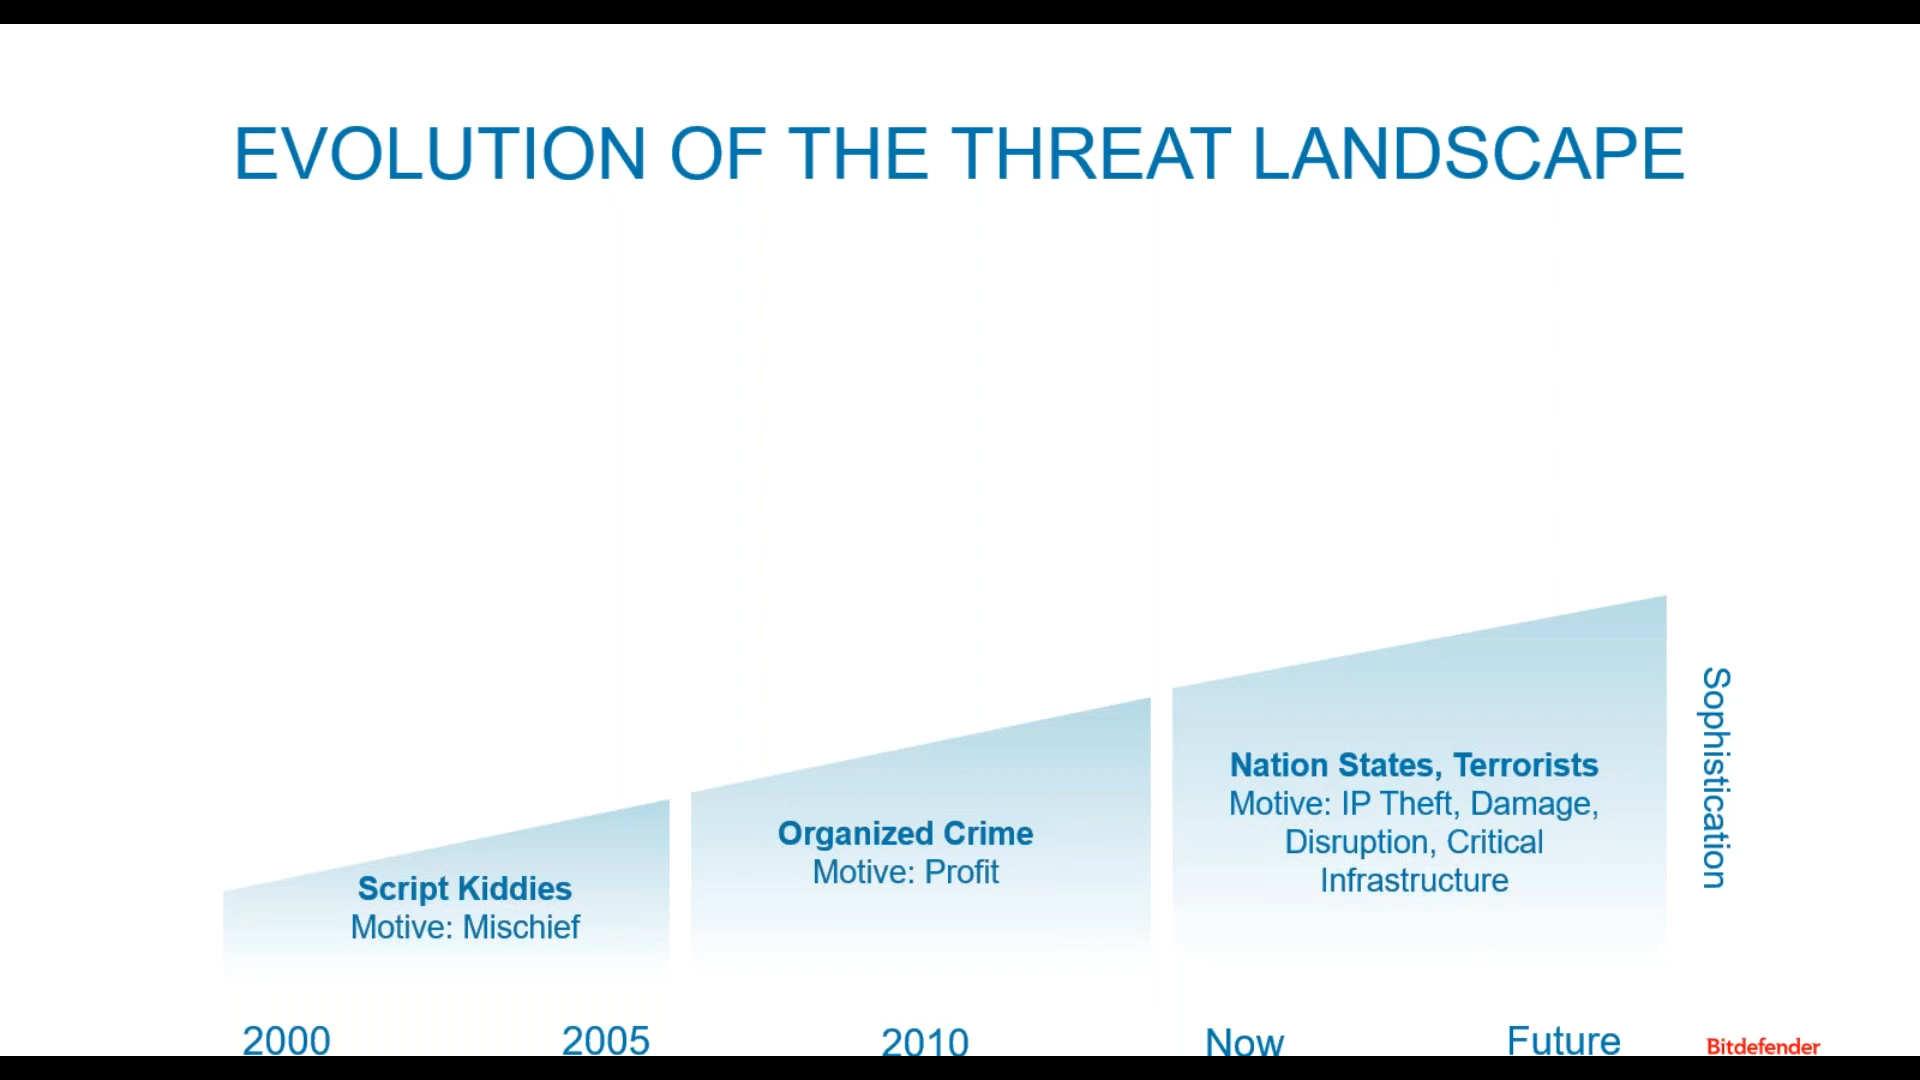 EVOLUTION OF THE THREAT LANDSCAPE
Script Kiddies
Motive: Mischief
Organized Crime
Motive: Profit
Nation States, Terrorists
Motive: IP Theft, Damage,
Disruption, Critical
Infrastructure
Sophistication
2000 2005 2010 Now Future
Bitdefender